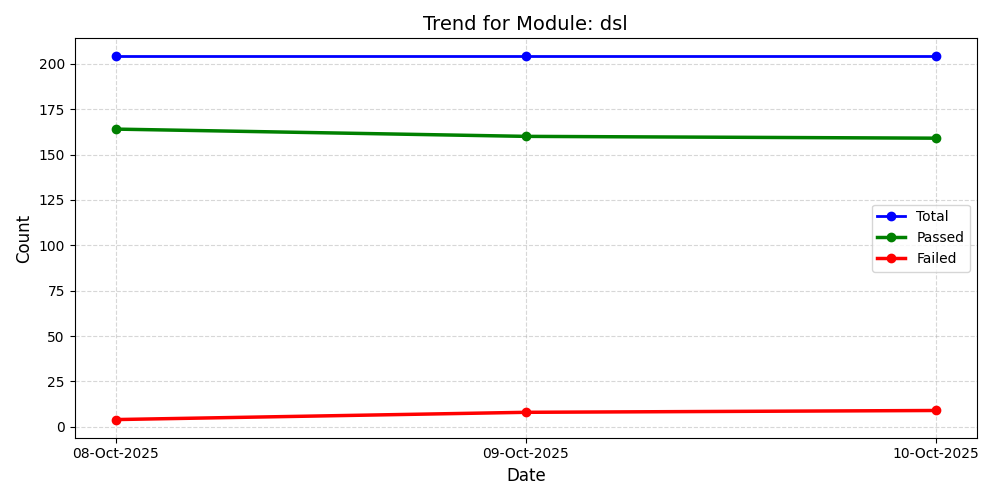 Trend for Module: dsl
Count
200
175
150
125
100
75
50
25
0
Total
Passed
Failed
08-Oct-2025
09-Oct-2025
10-Oct-2025
Date